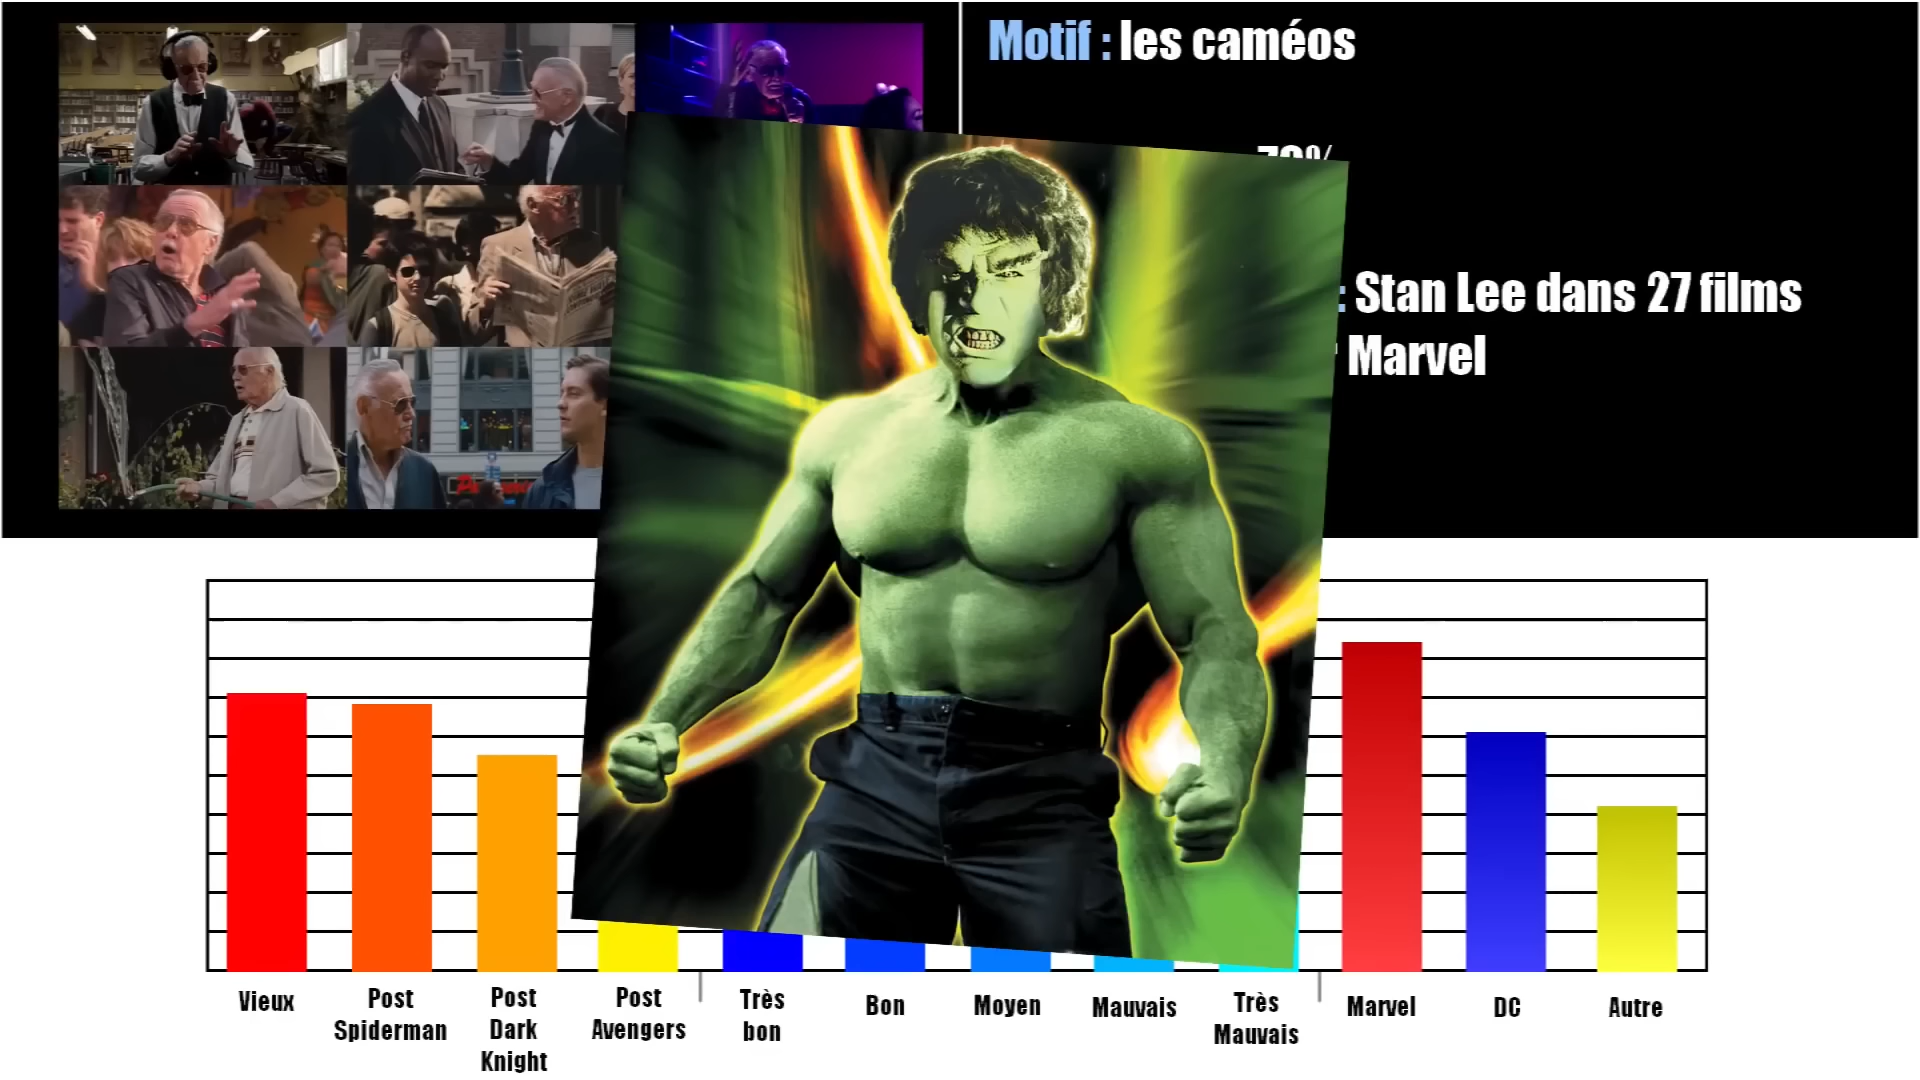 Motif : les caméos
: Stan Lee dans 27 films
Marvel
Vieux
Post
Spiderman
Post
Dark
Knight
Post
Avengers
Très
bon
Bon
Moyen
Mauvais
Très
Mauvais
Marvel
DC
Autre